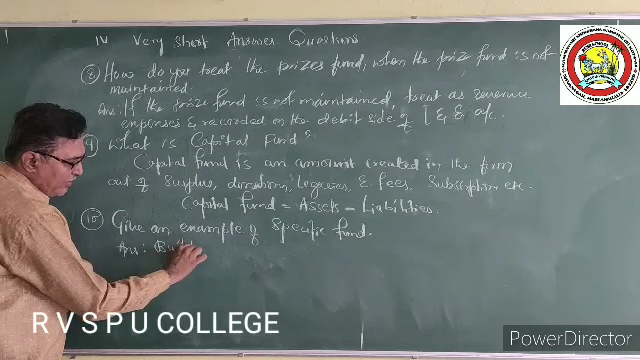 IV Very short Answer Questions
8 How do you treat the prizes fund, when the prize fund is not
maintained.
Ans: If the prize fund is not maintained, treat as revenue
expenses & recorded on the debit side of I & E a/c.
9 What is Capital Fund?
Capital fund is an amount created in the firm
out of Surplus, donations, Legacies, E. fees, Subscription etc.
Capital fund = Assets - Liabilities.
10 Give an example of Specific fund.
Ans: Buil
R V S P U COLLEGE
PowerDirector